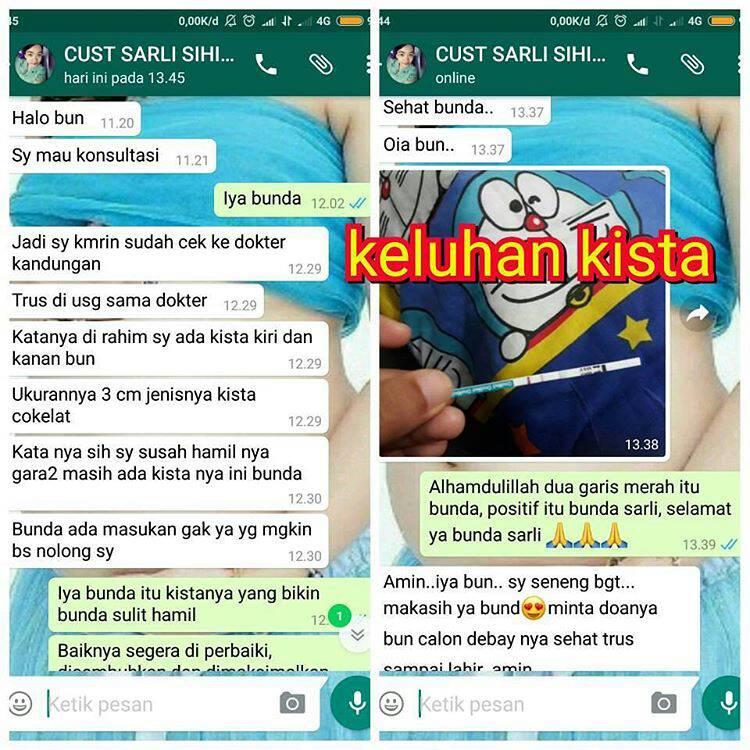 45
0,00K/d
4G
CUST SARLI SIHI...
hari ini pada 13.45
Halo bun 11.20
Sy mau konsultasi 11.21
Iya bunda 12.02
Jadi sy kmrin sudah cek ke dokter
kandungan 12.29
Trus di usg sama dokter 12.29
Katanya di rahim sy ada kista kiri dan
kanan bun 12.29
Ukurannya 3 cm jenisnya kista
cokelat 12.29
Kata nya sih sy susah hamil nya
gara2 masih ada kista nya ini bunda
12.30
Bunda ada masukan gak ya yg mgkin
bs nolong sy 12.30
Iya bunda itu kistanya yang bikin
bunda sulit hamil 12.
1
Baiknya segera di perbaiki,
disembuhkan dan dimaksimalkan
Ketik pesan
44
0,00K/d
4G
CUST SARLI SIHI...
online
Sehat bunda.. 13.37
Oia bun.. 13.37
keluhan kista
13.38
Alhamdulillah dua garis merah itu
bunda, positif itu bunda sarli, selamat
ya bunda sarli 🙏🙏🙏 13.39
Amin..iya bun.. sy seneng bgt...
makasih ya bund😍minta doanya
bun calon debay nya sehat trus
sampai lahir, amin
Ketik pesan